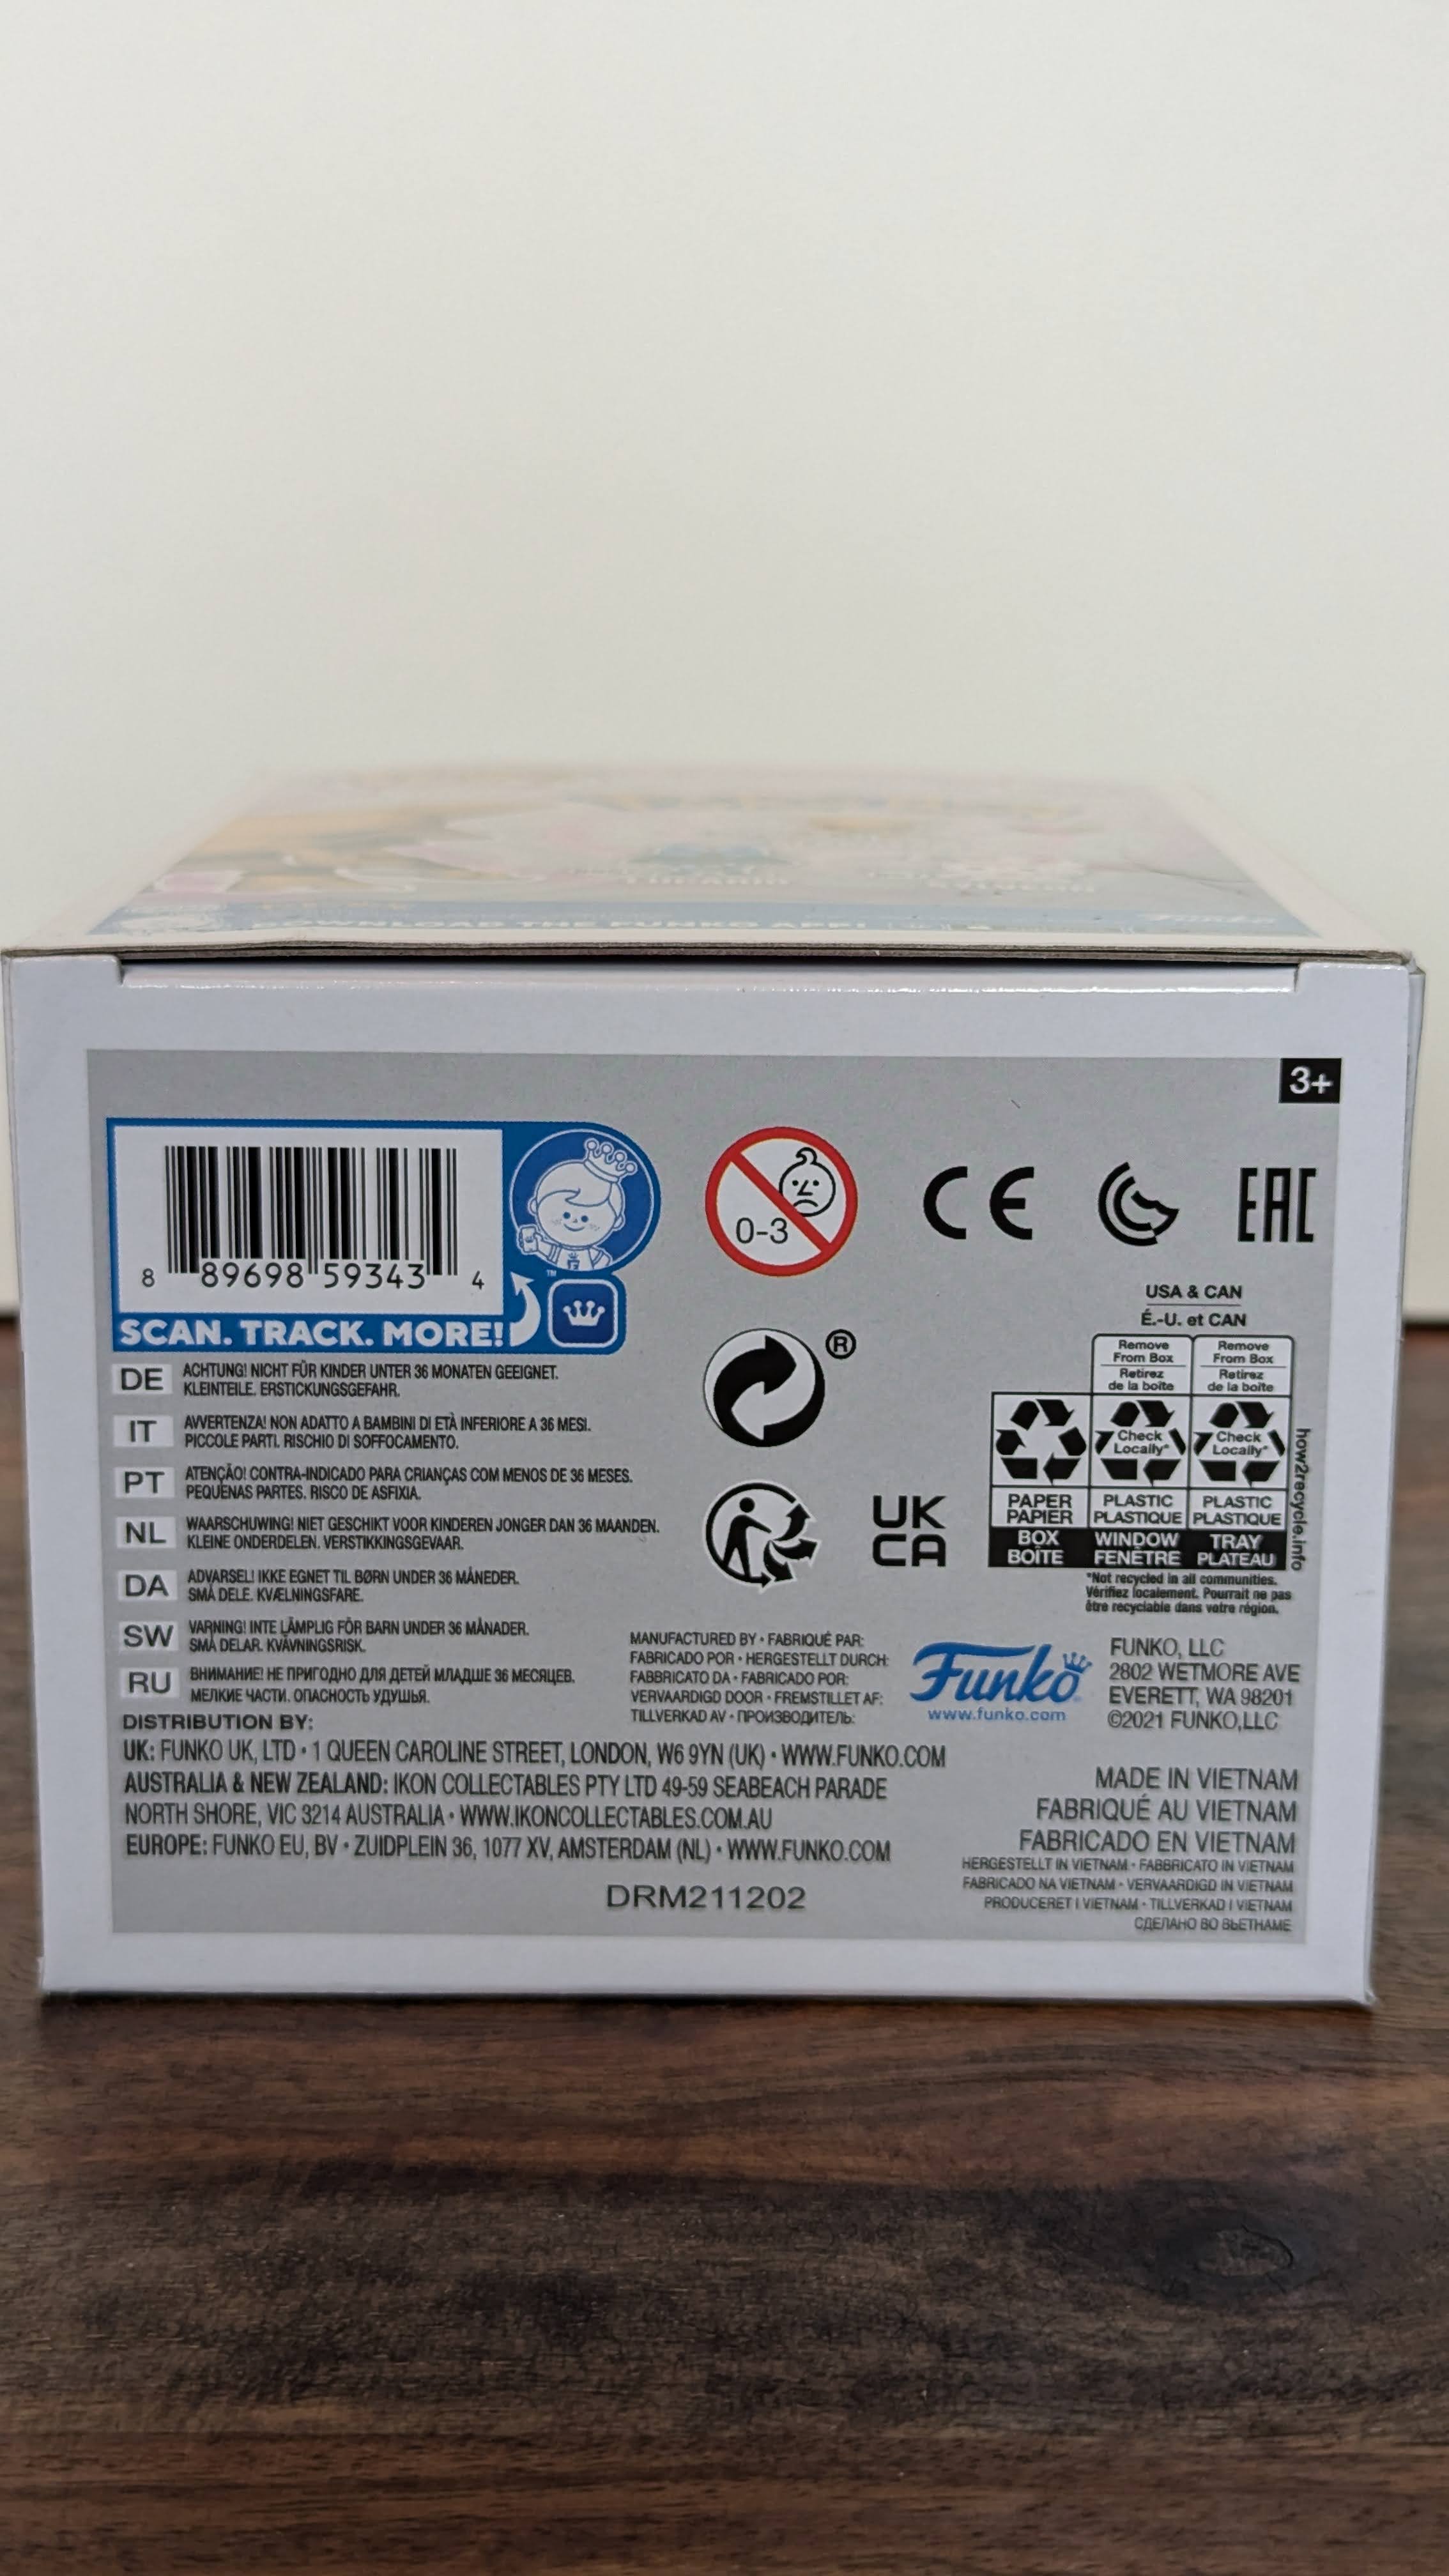 DOWNLOAD THE FUNKO APP!
3+
8 89698 59343 4
™
SCAN. TRACK. MORE!
0-3
CE
EAC
®
UK
CA
USA & CAN
É.-U. et CAN
Remove From Box
Retirez de la boîte
Remove From Box
Retirez de la boîte
Check Locally*
Check Locally*
PAPER PAPIER
PLASTIC PLASTIQUE
PLASTIC PLASTIQUE
BOX BOÎTE
WINDOW FENÊTRE
TRAY PLATEAU
how2recycle.info
*Not recycled in all communities.
Vérifiez localement. Pourrait ne pas
être recyclable dans votre région.
DE ACHTUNG! NICHT FÜR KINDER UNTER 36 MONATEN GEEIGNET.
KLEINTEILE. ERSTICKUNGSGEFAHR.
IT AVVERTENZA! NON ADATTO A BAMBINI DI ETÀ INFERIORE A 36 MESI.
PICCOLE PARTI. RISCHIO DI SOFFOCAMENTO.
PT ATENÇÃO! CONTRA-INDICADO PARA CRIANÇAS COM MENOS DE 36 MESES.
PEQUENAS PARTES. RISCO DE ASFIXIA.
NL WAARSCHUWING! NIET GESCHIKT VOOR KINDEREN JONGER DAN 36 MAANDEN.
KLEINE ONDERDELEN. VERSTIKKINGSGEVAAR.
DA ADVARSEL! IKKE EGNET TIL BØRN UNDER 36 MÅNEDER.
SMÅ DELE. KVÆLNINGSFARE.
SW VARNING! INTE LÄMPLIG FÖR BARN UNDER 36 MÅNADER.
SMÅ DELAR. KVÄVNINGSRISK.
RU ВНИМАНИЕ! НЕ ПРИГОДНО ДЛЯ ДЕТЕЙ МЛАДШЕ 36 МЕСЯЦЕВ.
МЕЛКИЕ ЧАСТИ. ОПАСНОСТЬ УДУШЬЯ.
MANUFACTURED BY • FABRIQUÉ PAR:
FABRICADO POR • HERGESTELLT DURCH:
FABBRICATO DA • FABRICADO POR:
VERVAARDIGD DOOR • FREMSTILLET AF:
TILLVERKAD AV • ПРОИЗВОДИТЕЛЬ:
Funko
www.funko.com
FUNKO, LLC
2802 WETMORE AVE
EVERETT, WA 98201
©2021 FUNKO,LLC
DISTRIBUTION BY:
UK: FUNKO UK, LTD • 1 QUEEN CAROLINE STREET, LONDON, W6 9YN (UK) • WWW.FUNKO.COM
AUSTRALIA & NEW ZEALAND: IKON COLLECTABLES PTY LTD 49-59 SEABEACH PARADE
NORTH SHORE, VIC 3214 AUSTRALIA • WWW.IKONCOLLECTABLES.COM.AU
EUROPE: FUNKO EU, BV • ZUIDPLEIN 36, 1077 XV, AMSTERDAM (NL) • WWW.FUNKO.COM
DRM211202
MADE IN VIETNAM
FABRIQUÉ AU VIETNAM
FABRICADO EN VIETNAM
HERGESTELLT IN VIETNAM • FABBRICATO IN VIETNAM
FABRICADO NA VIETNAM • VERVAARDIGD IN VIETNAM
PRODUCERET I VIETNAM • TILLVERKAD I VIETNAM
СДЕЛАНО ВО ВЬЕТНАМЕ